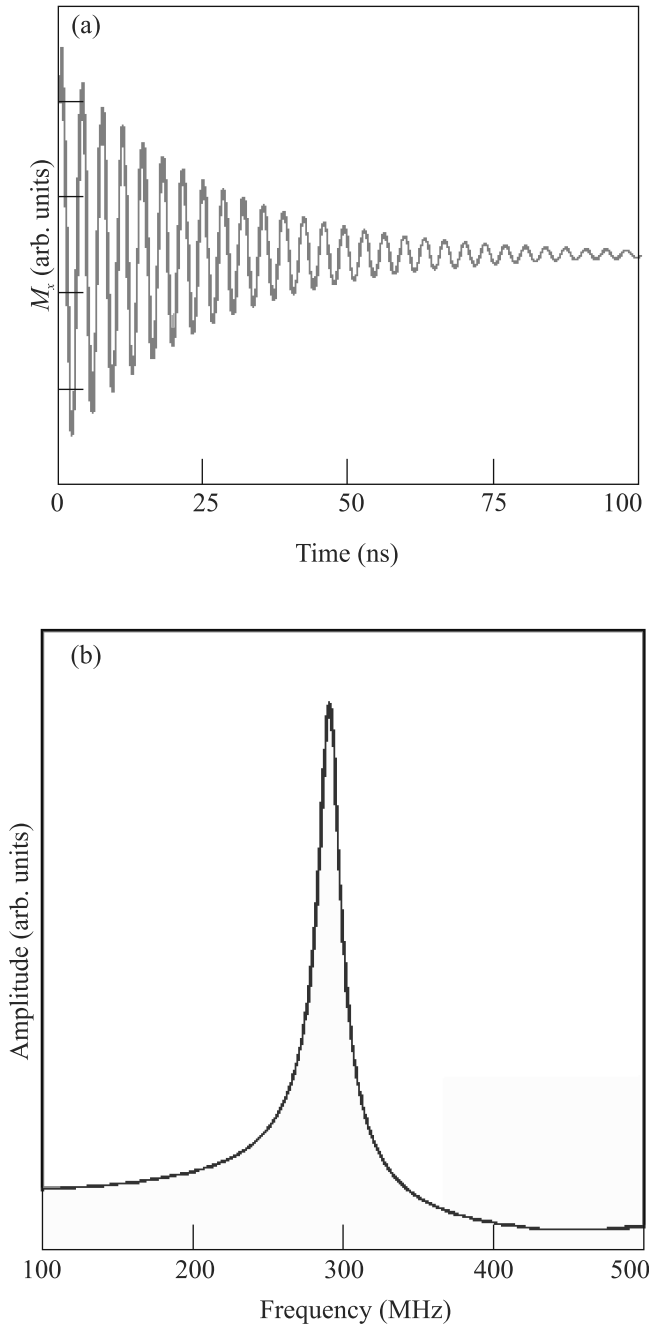 (a)
Mₓ (arb. units)
0 25 50 75 100
Time (ns)
(b)
Amplitude (arb. units)
100 200 300 400 500
Frequency (MHz)